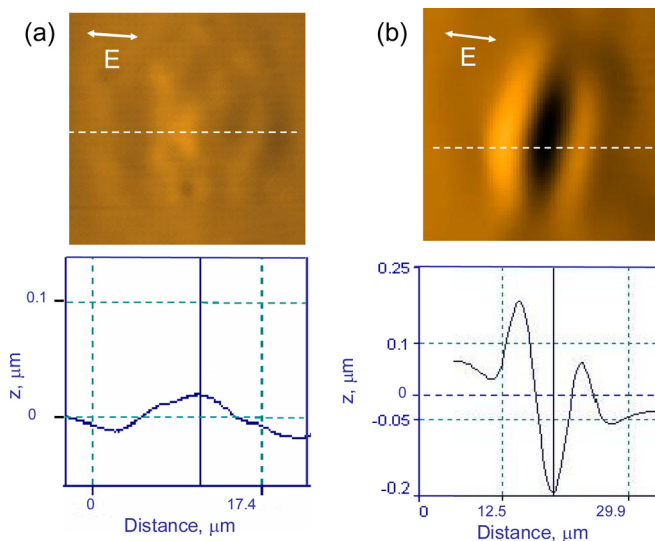 (a)
E
0.1
0
z, μm
0
17.4
Distance, μm
(b)
E
0.25
0.1
0
-0.05
-0.2
z, μm
0
12.5
29.9
Distance, μm